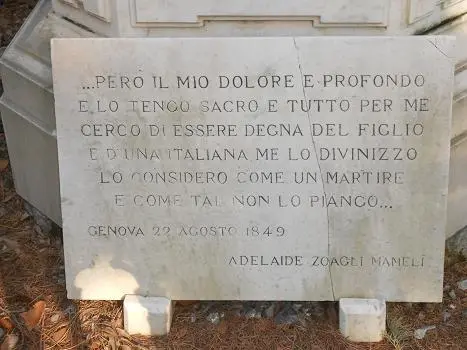 ...PERÒ IL MIO DOLORE E PROFONDO
E LO TENGO SACRO E TUTTO PER ME
CERCO DI ESSERE DEGNA DEL FIGLIO
E D'UNA ITALIANA ME LO DIVINIZZO
LO CONSIDERO COME UN MARTIRE
E COME TAL NON LO PIANGO...
GENOVA 22 AGOSTO 1849
ADELAIDE ZOAGLI MAMELI